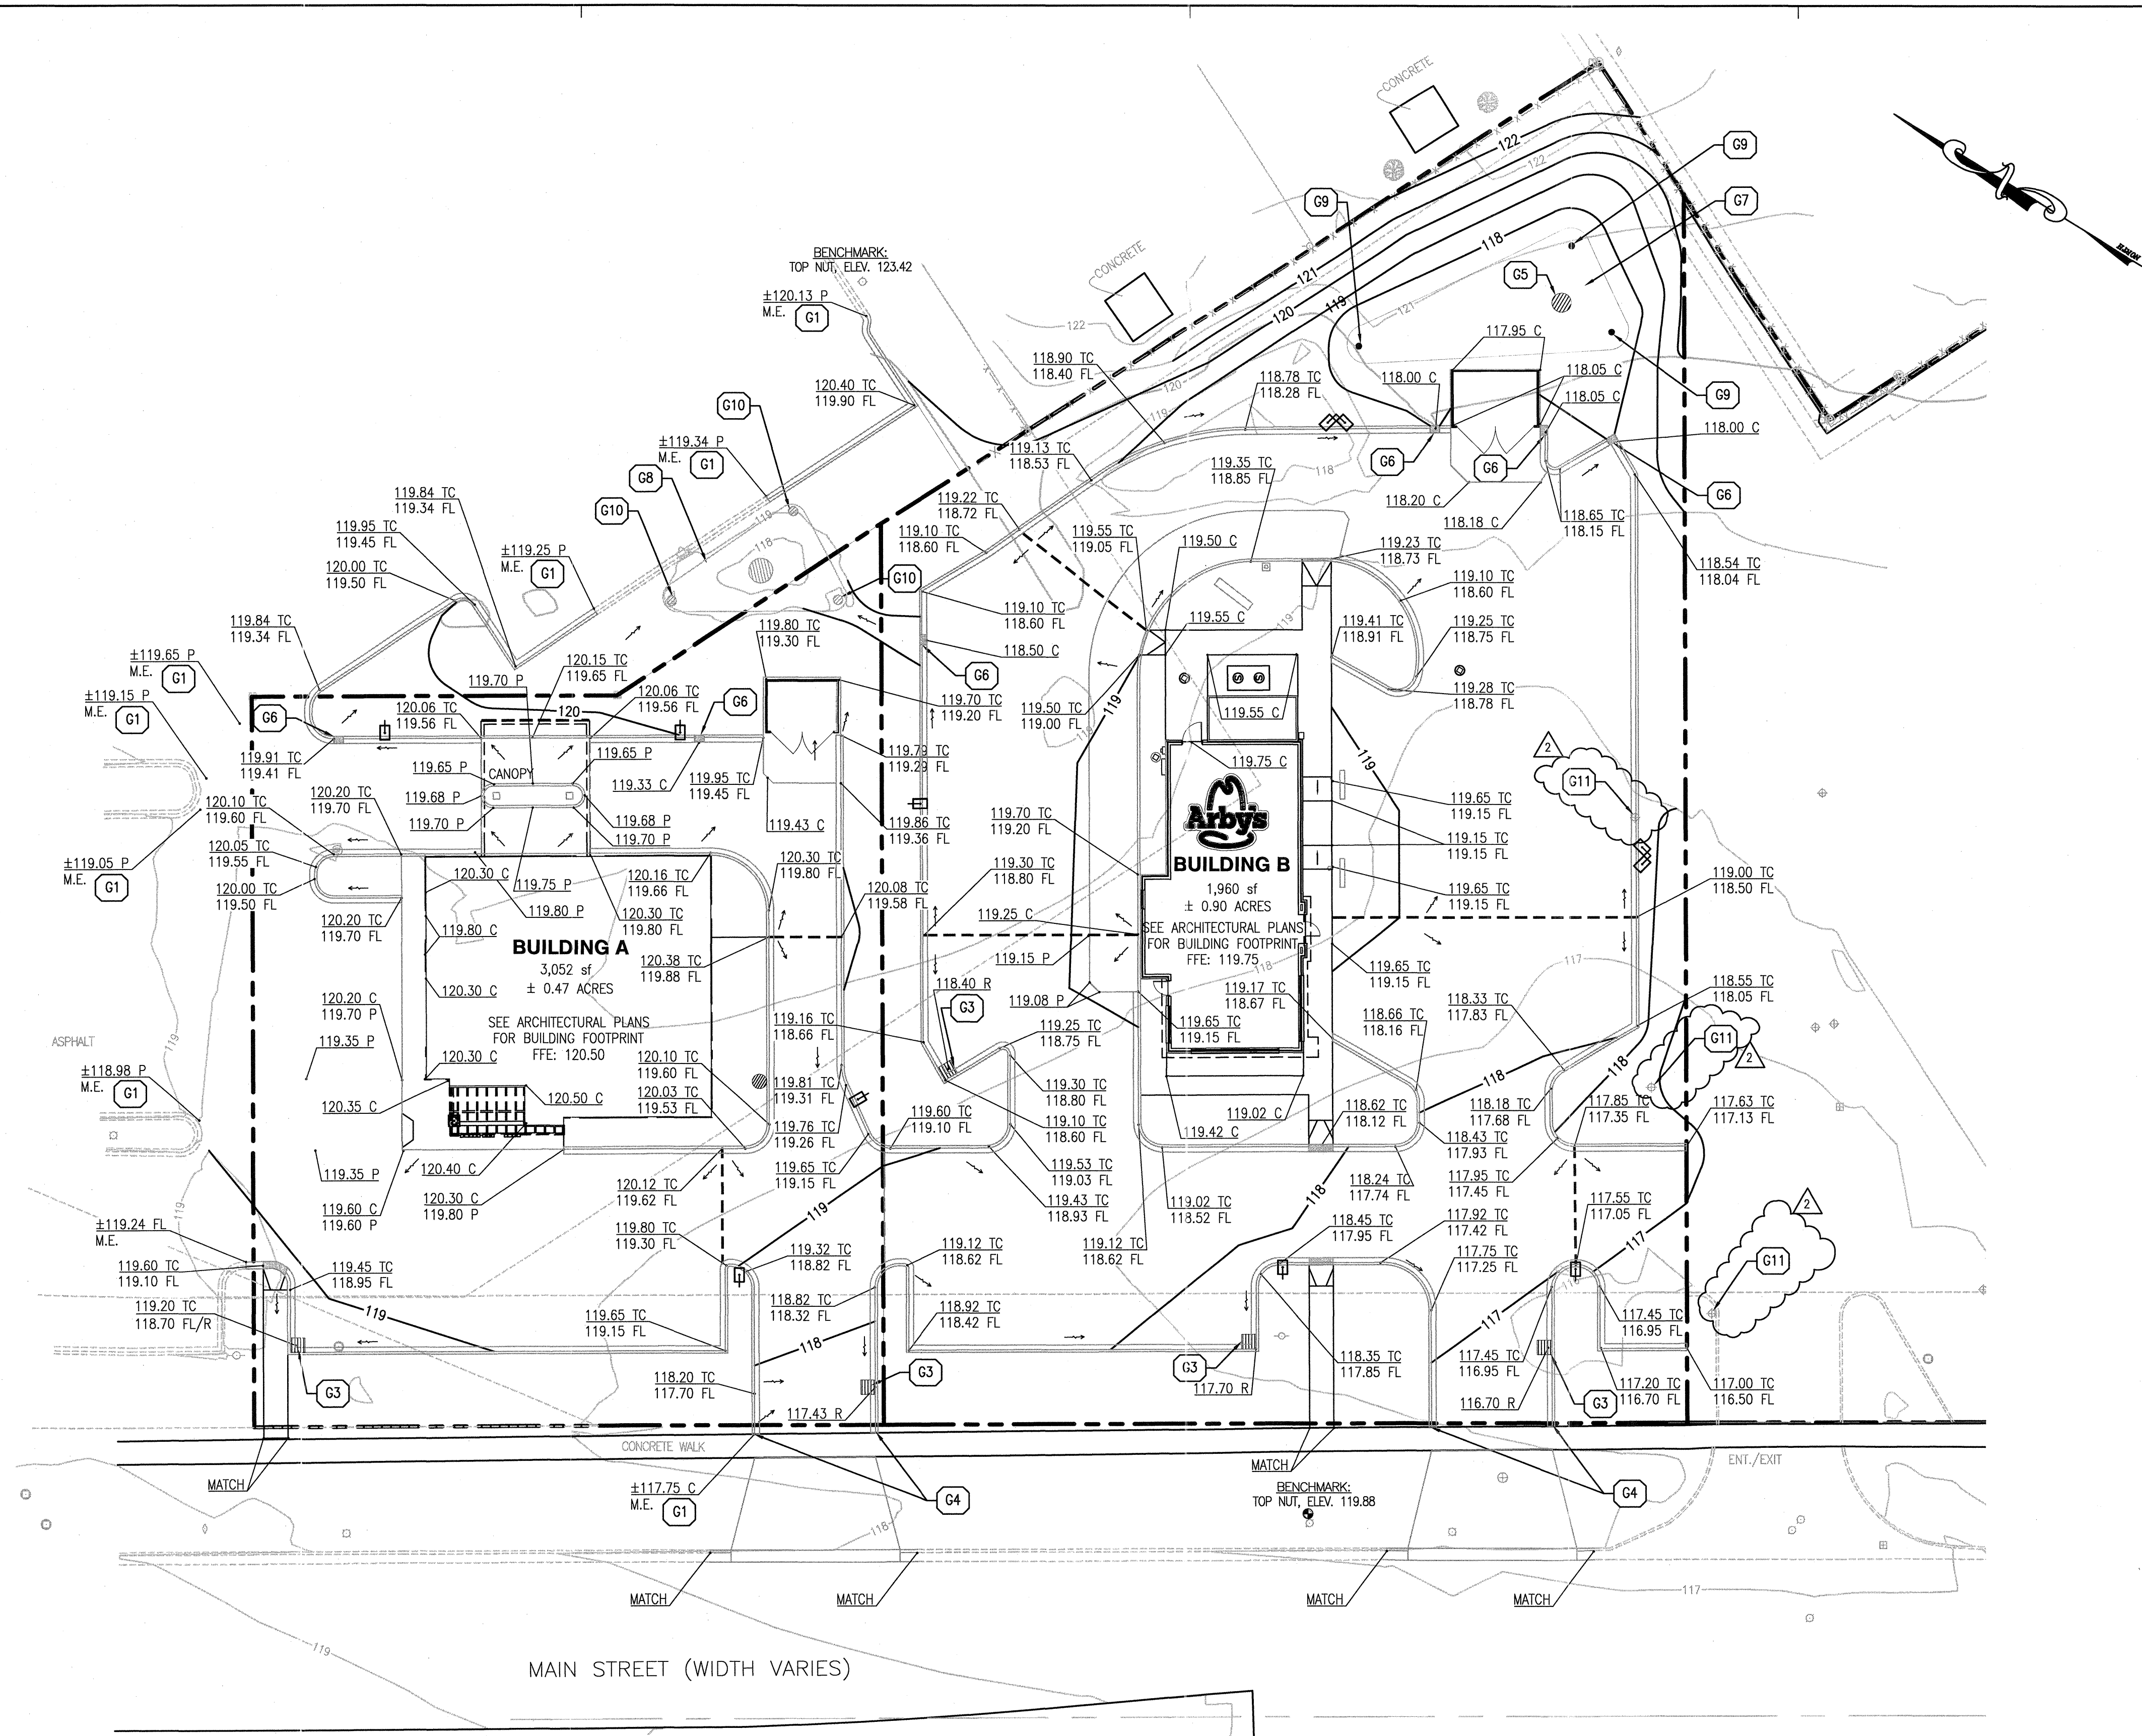 CONCRETE
122
122
G9
G9
G7
118
G5
121
121
120
119
BENCHMARK:
TOP NUT, ELEV. 123.42
CONCRETE
±120.13 P
M.E.
G1
122
117.95 C
118.90 TC
118.40 FL
118.78 TC
118.28 FL
118.00 C
118.05 C
118.05 C
G9
120
119
120.40 TC
119.90 FL
G10
118.00 C
±119.34 P
M.E.
G1
119.13 TC
118.53 FL
119.35 TC
118.85 FL
118
G6
G6
G8
119.84 TC
119.34 FL
119.22 TC
118.72 FL
118.20 C
G6
G10
119
119.95 TC
119.45 FL
119.10 TC
118.60 FL
119.55 TC
119.05 FL
118.18 C
118.65 TC
118.15 FL
118
119.50 C
119.23 TC
118.73 FL
±119.25 P
M.E.
G1
120.00 TC
119.50 FL
G10
118.54 TC
118.04 FL
119.10 TC
118.60 FL
119.84 TC
119.34 FL
119.10 TC
118.60 FL
119.55 C
119
119.41 TC
118.91 FL
119.25 TC
118.75 FL
119.80 TC
119.30 FL
118.50 C
±119.65 P
M.E.
G1
120.15 TC
119.65 FL
G6
119.70 P
119.28 TC
118.78 FL
±119.15 P
M.E.
G1
120.06 TC
119.56 FL
120.06 TC
119.56 FL
G6
119.70 TC
119.20 FL
119.50 TC
119.00 FL
119
119.55 C
120
G6
118
119
2
119.91 TC
119.41 FL
119.65 P
119.79 TC
119.29 FL
119.75 C
119.65 P
CANOPY
119.33 C
119.95 TC
119.45 FL
G11
120.10 TC
119.60 FL
120.20 TC
119.70 FL
119.68 P
119.68 P
119.65 TC
119.15 FL
119.70 P
119.70 P
119.43 C
119.86 TC
119.36 FL
119.70 TC
119.20 FL
Arby's
119.15 TC
119.15 FL
120.05 TC
119.55 FL
±119.05 P
M.E.
G1
120.00 TC
119.50 FL
120.30 C
119.75 P
120.16 TC
119.66 FL
120.30 TC
119.80 FL
119.30 TC
118.80 FL
BUILDING B
119.00 TC
118.50 FL
1,960 sf
± 0.90 ACRES
119.65 TC
119.15 FL
120.08 TC
119.58 FL
119.80 P
120.30 TC
119.80 FL
120.20 TC
119.70 FL
119.80 C
119.25 C
SEE ARCHITECTURAL PLANS
FOR BUILDING FOOTPRINT
FFE: 119.75
BUILDING A
3,052 sf
± 0.47 ACRES
120.38 TC
119.88 FL
119.15 P
118
117
119.65 TC
119.15 FL
118.40 R
G3
118.55 TC
118.05 FL
120.30 C
119.17 TC
118.67 FL
118.33 TC
117.83 FL
120.20 C
119.70 P
119.08 P
SEE ARCHITECTURAL PLANS
FOR BUILDING FOOTPRINT
FFE: 120.50
118.66 TC
118.16 FL
119.16 TC
118.66 FL
119.25 TC
118.75 FL
119.65 TC
119.15 FL
ASPHALT
119
119.35 P
G11
2
120.30 C
120.10 TC
119.60 FL
118
118
±118.98 P
M.E.
G1
119.81 TC
119.31 FL
119.30 TC
118.80 FL
120.35 C
120.50 C
120.03 TC
119.53 FL
119.02 C
118.62 TC
118.12 FL
118.18 TC
117.68 FL
117.85 TC
117.35 FL
117.63 TC
117.13 FL
119.60 TC
119.10 FL
119.10 TC
118.60 FL
119.42 C
119.76 TC
119.26 FL
118.43 TC
117.93 FL
119.35 P
120.40 C
119.65 TC
119.15 FL
119.53 TC
119.03 FL
120.12 TC
119.62 FL
118.24 TC
117.74 FL
117.95 TC
117.45 FL
120.30 C
119.80 P
119.60 C
119.60 P
119.43 TC
118.93 FL
119.02 TC
118.52 FL
118
117.55 TC
117.05 FL
2
119
±119.24 FL
M.E.
119
119.80 TC
119.30 FL
118.45 TC
117.95 FL
117.92 TC
117.42 FL
119.32 TC
118.82 FL
119.12 TC
118.62 FL
119.12 TC
118.62 FL
117
G11
119.60 TC
119.10 FL
119.45 TC
118.95 FL
117.75 TC
117.25 FL
119.20 TC
118.70 FL/R
119
118.82 TC
118.32 FL
118.92 TC
118.42 FL
117
117.45 TC
116.95 FL
119.65 TC
119.15 FL
118
118.35 TC
117.85 FL
117.45 TC
116.95 FL
G3
118.20 TC
117.70 FL
G3
G3
117.70 R
117.20 TC
116.70 FL
117.00 TC
116.50 FL
117.43 R
116.70 R
G3
CONCRETE WALK
MATCH
MATCH
ENT./EXIT
±117.75 C
M.E.
G1
G4
BENCHMARK:
TOP NUT, ELEV. 119.88
G4
118
117
MATCH
MATCH
MATCH
MATCH
119
MAIN STREET (WIDTH VARIES)